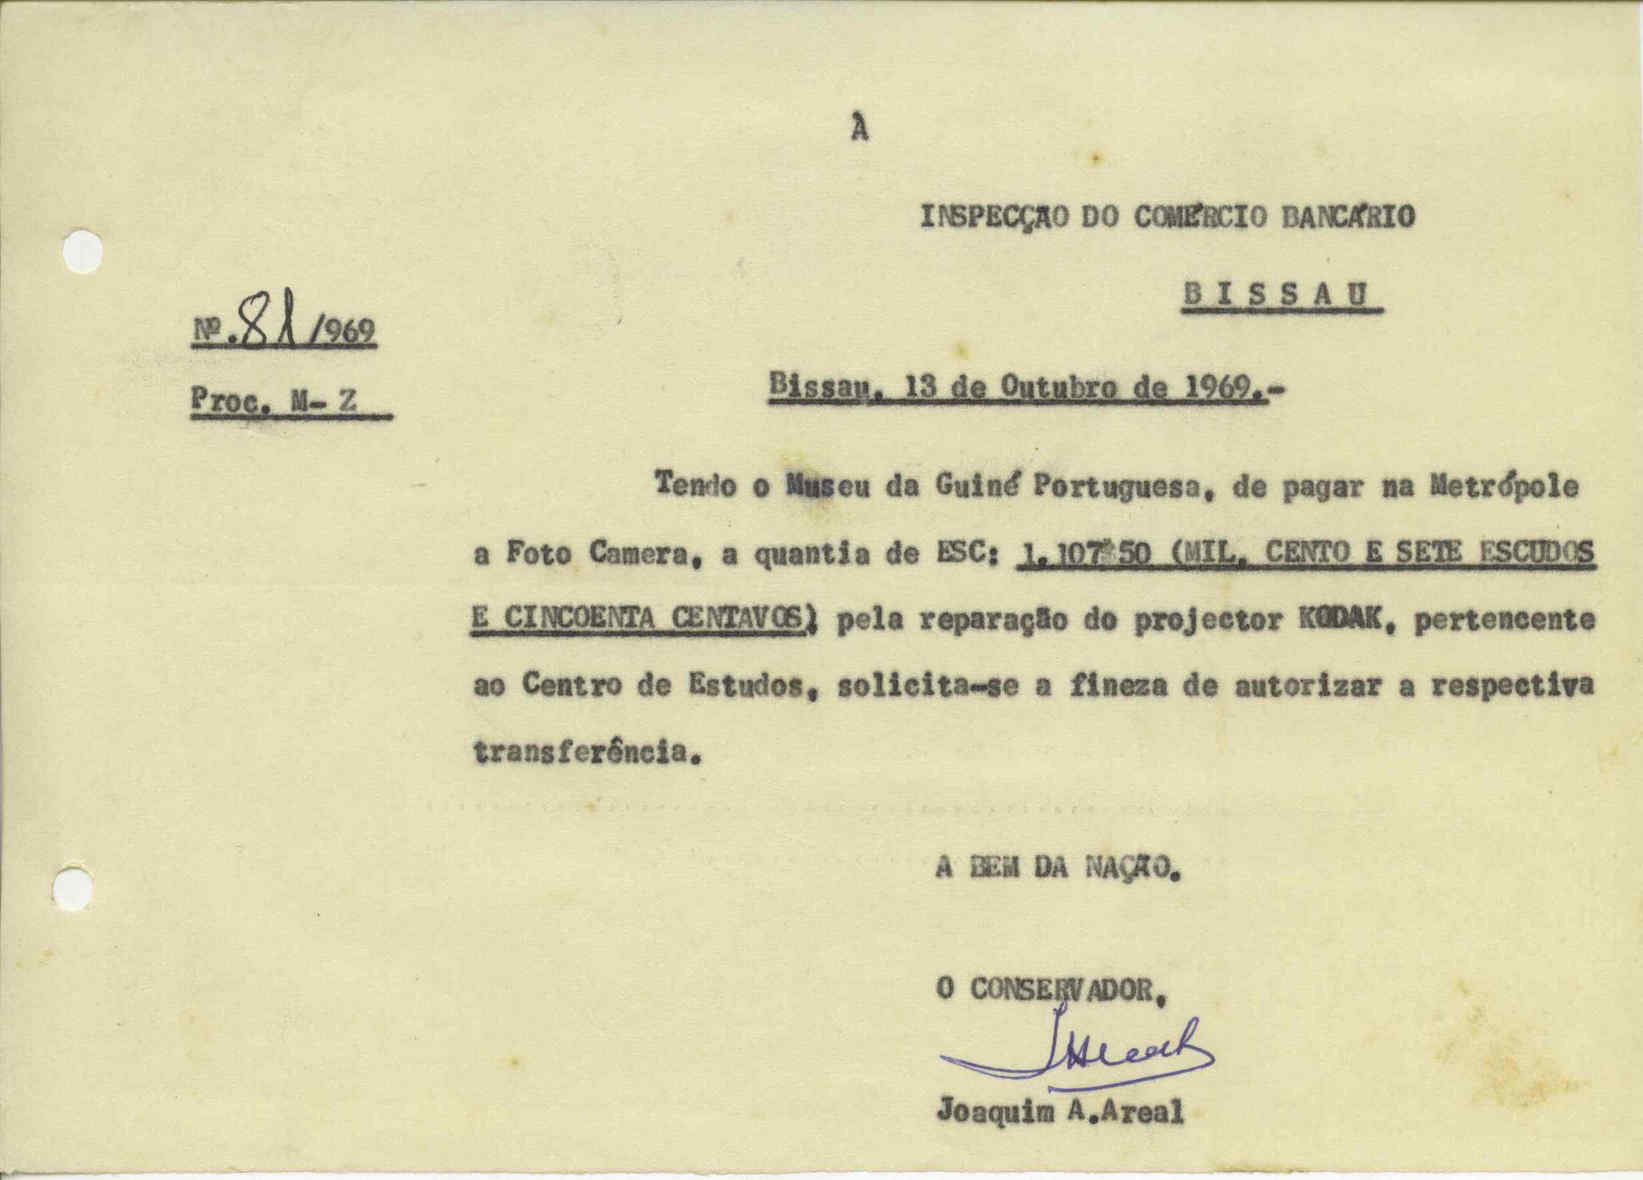 À
INSPECÇÃO DO COMÉRCIO BANCÁRIO
BISSAU
Nº.81/969
Proc. M- Z
Bissau, 13 de Outubro de 1969.-
Tendo o Museu da Guiné Portuguesa, de pagar na Metrópole
a Foto Camera, a quantia de ESC: 1.107$50 (MIL, CENTO E SETE ESCUDOS
E CINCOENTA CENTAVOS) pela reparação do projector KODAK, pertencente
ao Centro de Estudos, solicita-se a fineza de autorizar a respectiva
transferência.
A BEM DA NAÇÃO.
O CONSERVADOR,
Joaquim A.Areal